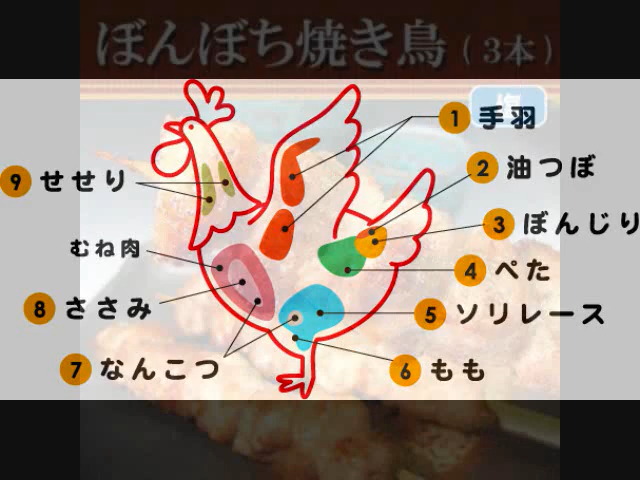 ぼんぼち焼き鳥(3本)
塩
1 手羽
2 油つぼ
3 ぼんじり
4 ぺた
5 ソリレース
6 もも
7 なんこつ
8 ささみ
むね肉
9 せせり